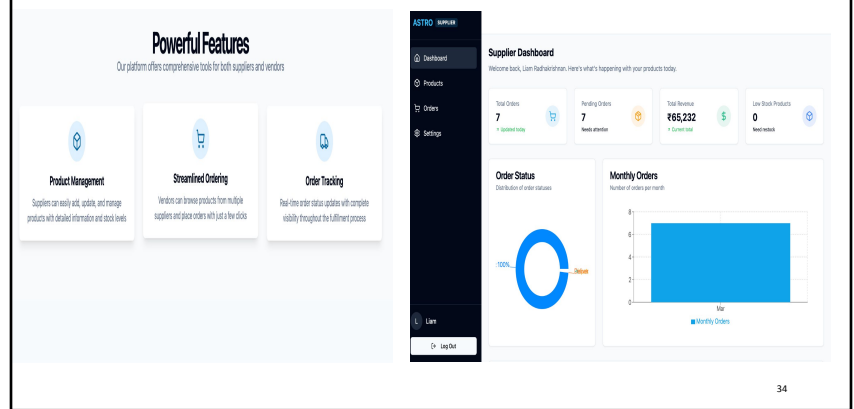 Powerful Features
Our platform offers comprehensive tools for both suppliers and vendors
Product Management
Suppliers can easily add, update, and manage
products with detailed information and stock levels
Streamlined Ordering
Vendors can browse products from multiple
suppliers and place orders with just a few clicks
Order Tracking
Real-time order status updates with complete
visibility throughout the fulfillment process
ASTRO SUPPLIER
Dashboard
Products
Orders
Settings
L Liam
Log Out
Supplier Dashboard
Welcome back, Liam Radhakrishnan. Here's what's happening with your products today.
Total Orders
7
↑ Updated today
Pending Orders
7
Needs attention
Total Revenue
₹65,232
↑ Current total
$
Low Stock Products
0
Need restock
Order Status
Distribution of order statuses
100%
Monthly Orders
Number of orders per month
8
6
4
2
0
Mar
Monthly Orders
34